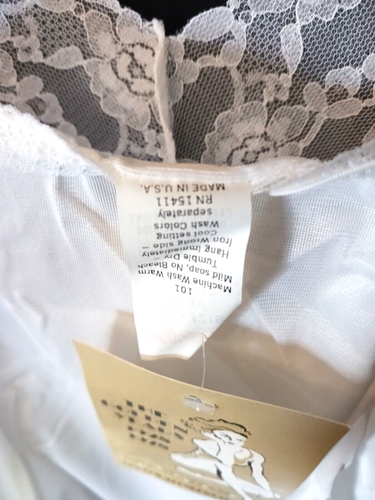 101
Machine Wash Warm
Mild soap, No Bleach
Tumble Dry –
Hang immediately
Iron Wrong side –
Cool setting
Wash Colors
separately
RN 15411
MADE IN U.S.A.